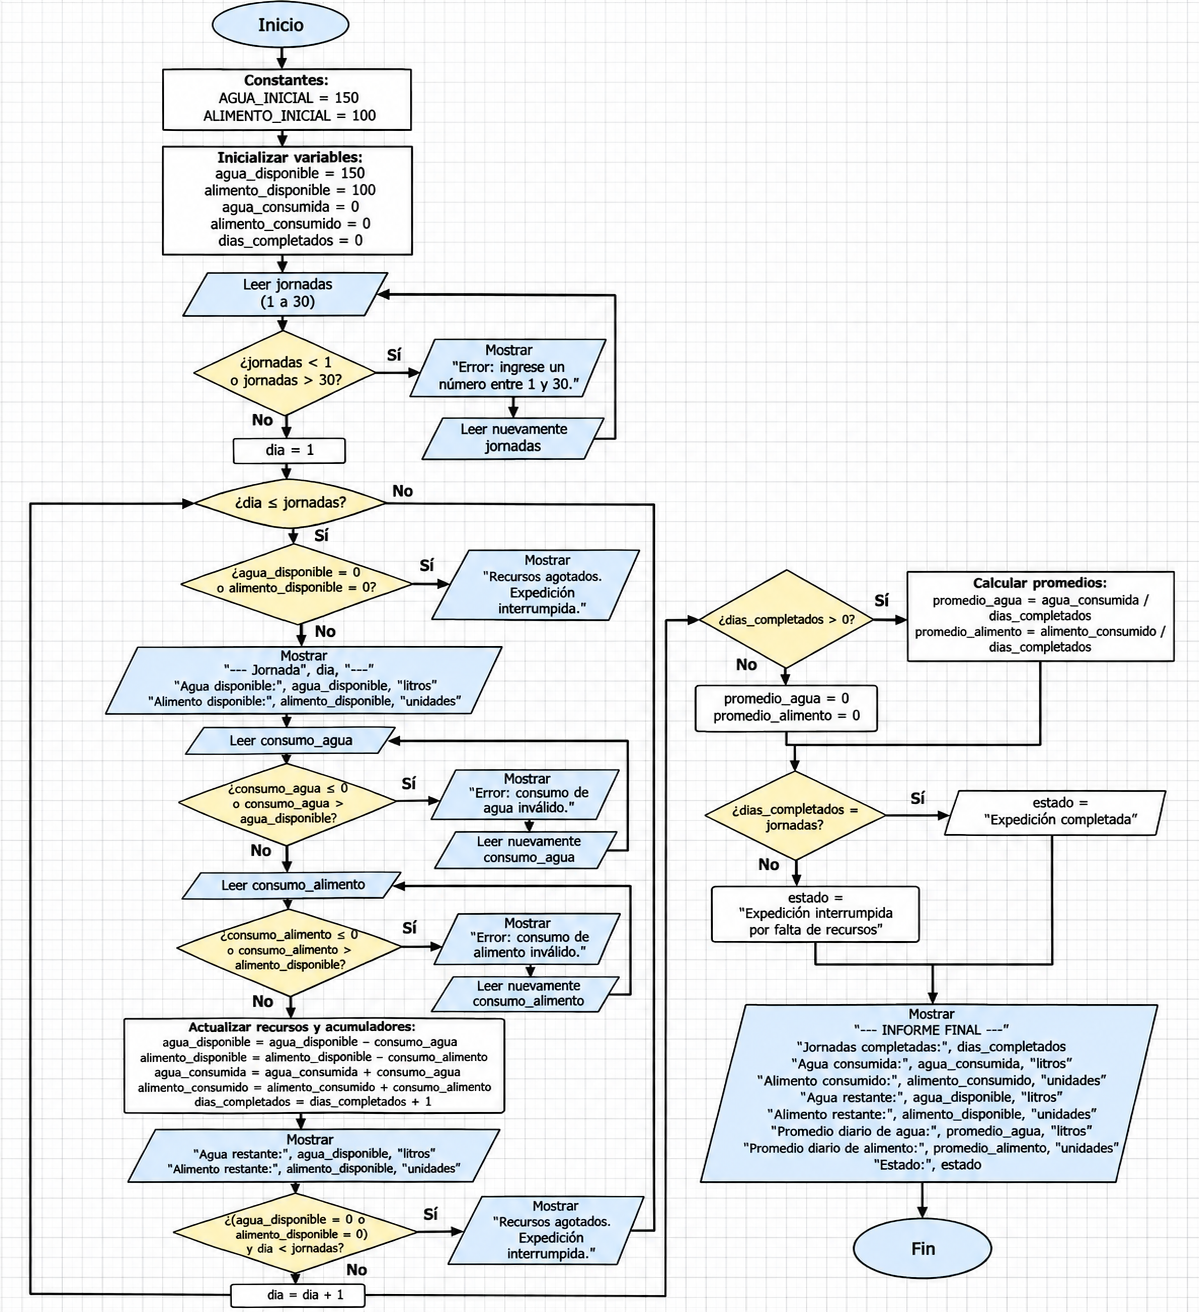 Inicio
Constantes:
AGUA_INICIAL = 150
ALIMENTO_INICIAL = 100
Inicializar variables:
agua_disponible = 150
alimento_disponible = 100
agua_consumida = 0
alimento_consumido = 0
dias_completados = 0
Leer jornadas
(1 a 30)
¿jornadas < 1
o jornadas > 30?
Sí
Mostrar
"Error: ingrese un
número entre 1 y 30."
Leer nuevamente
jornadas
No
dia = 1
¿dia ≤ jornadas?
No
Sí
¿agua_disponible = 0
o alimento_disponible = 0?
Sí
Mostrar
"Recursos agotados.
Expedición
interrumpida."
No
Mostrar
"--- Jornada", dia, "---"
"Agua disponible:", agua_disponible, "litros"
"Alimento disponible:", alimento_disponible, "unidades"
Leer consumo_agua
¿consumo_agua ≤ 0
o consumo_agua >
agua_disponible?
Sí
Mostrar
"Error: consumo de
agua inválido."
Leer nuevamente
consumo_agua
No
Leer consumo_alimento
¿consumo_alimento ≤ 0
o consumo_alimento >
alimento_disponible?
Sí
Mostrar
"Error: consumo de
alimento inválido."
Leer nuevamente
consumo_alimento
No
Actualizar recursos y acumuladores:
agua_disponible = agua_disponible – consumo_agua
alimento_disponible = alimento_disponible – consumo_alimento
agua_consumida = agua_consumida + consumo_agua
alimento_consumido = alimento_consumido + consumo_alimento
dias_completados = dias_completados + 1
Mostrar
"Agua restante:", agua_disponible, "litros"
"Alimento restante:", alimento_disponible, "unidades"
¿(agua_disponible = 0 o
alimento_disponible = 0)
y dia < jornadas?
Sí
Mostrar
"Recursos agotados.
Expedición
interrumpida."
No
dia = dia + 1
¿dias_completados > 0?
Sí
Calcular promedios:
promedio_agua = agua_consumida /
dias_completados
promedio_alimento = alimento_consumido /
dias_completados
No
promedio_agua = 0
promedio_alimento = 0
¿dias_completados =
jornadas?
Sí
estado =
"Expedición completada"
No
estado =
"Expedición interrumpida
por falta de recursos"
Mostrar
"--- INFORME FINAL ---"
"Jornadas completadas:", dias_completados
"Agua consumida:", agua_consumida, "litros"
"Alimento consumido:", alimento_consumido, "unidades"
"Agua restante:", agua_disponible, "litros"
"Alimento restante:", alimento_disponible, "unidades"
"Promedio diario de agua:", promedio_agua, "litros"
"Promedio diario de alimento:", promedio_alimento, "unidades"
"Estado:", estado
Fin